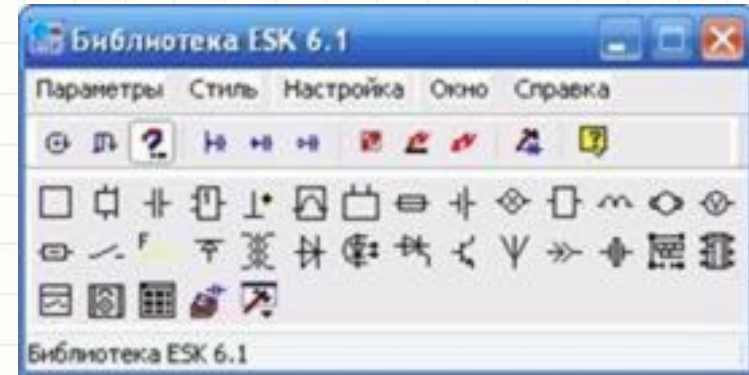 Библиотека ESK 6.1
Параметры Стиль Настройка Окно Справка
Библиотека ESK 6.1